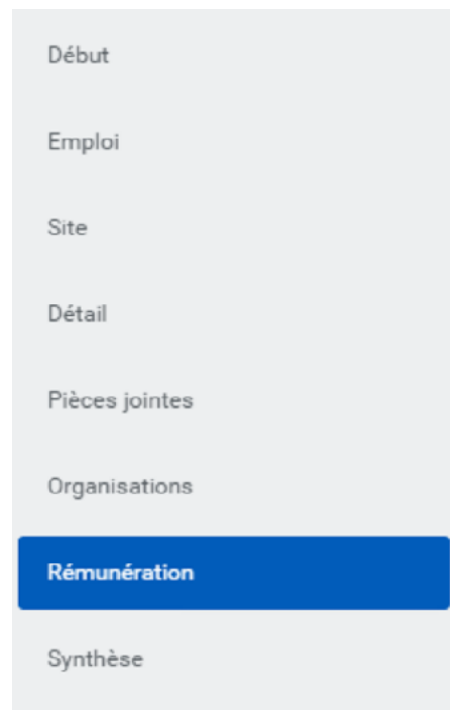 Début
Emploi
Site
Détail
Pièces jointes
Organisations
Rémunération
Synthèse